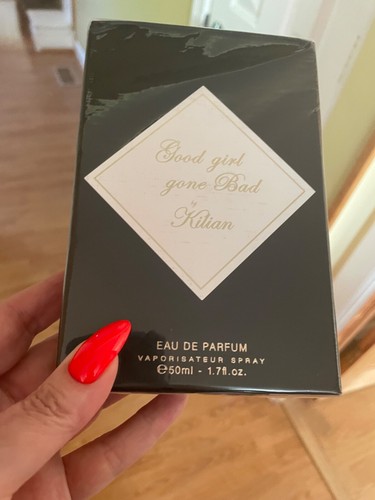 Good girl
gone Bad
by
Kilian
EAU DE PARFUM
VAPORISATEUR SPRAY
℮50ml - 1.7fl.oz.